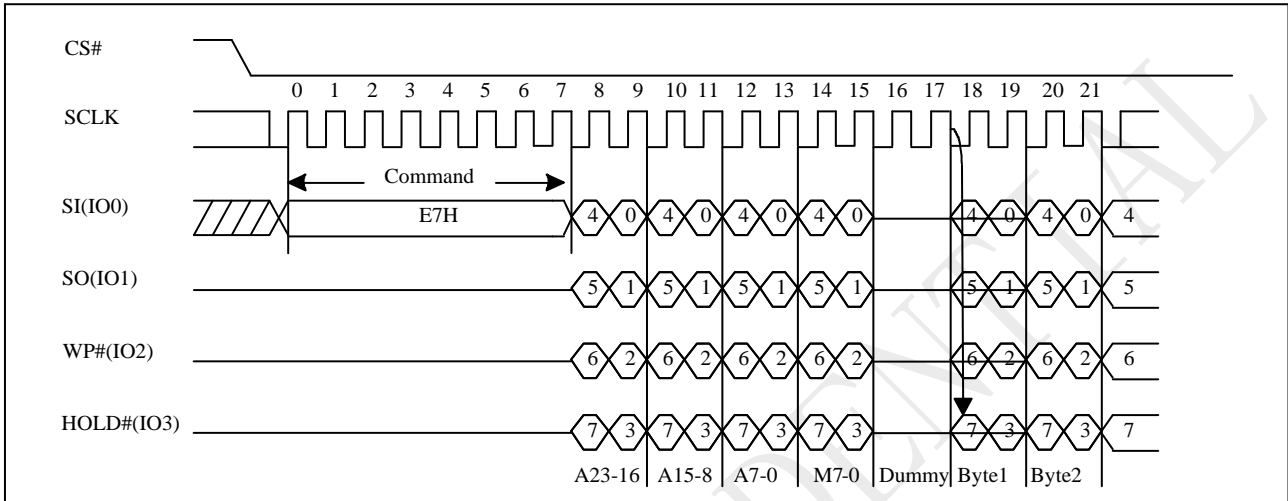 CS#
0 1 2 3 4 5 6 7 8 9 10 11 12 13 14 15 16 17 18 19 20 21
SCLK
Command
SI(IO0) E7H 4 0 4 0 4 0 4 0 4 0 4 0 4
SO(IO1) 5 1 5 1 5 1 5 1 5 1 5 1 5
WP#(IO2) 6 2 6 2 6 2 6 2 6 2 6 2 6
HOLD#(IO3) 7 3 7 3 7 3 7 3 7 3 7 3 7
A23-16 A15-8 A7-0 M7-0 Dummy Byte1 Byte2
DENTIAL